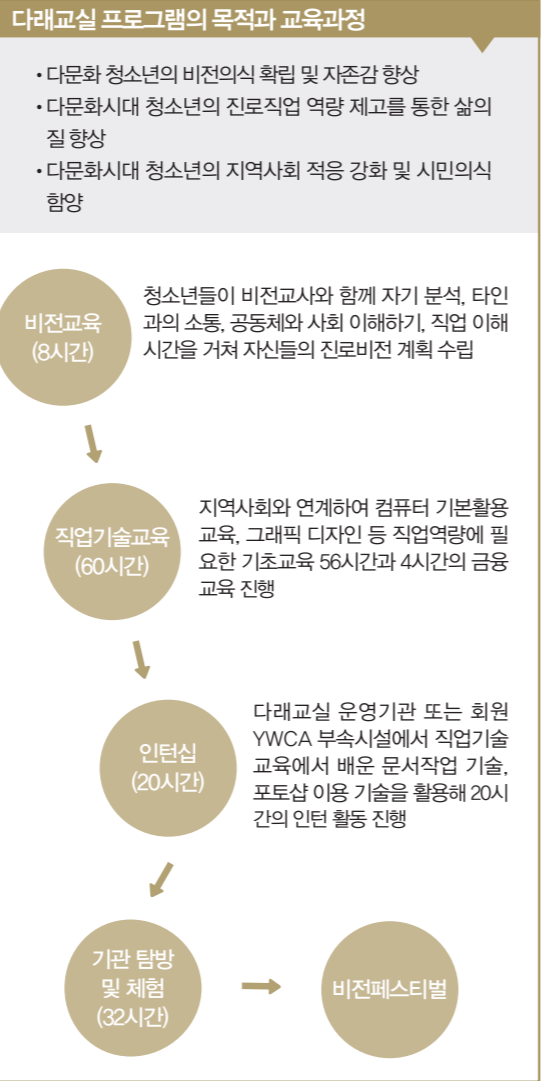 다래교실 프로그램의 목적과 교육과정
• 다문화 청소년의 비전의식 확립 및 자존감 향상
• 다문화시대 청소년의 진로직업 역량 제고를 통한 삶의
질 향상
• 다문화시대 청소년의 지역사회 적응 강화 및 시민의식
함양
비전교육
(8시간)
청소년들이 비전교사와 함께 자기 분석, 타인
과의 소통, 공동체와 사회 이해하기, 직업 이해
시간을 거쳐 자신들의 진로비전 계획 수립
직업기술교육
(60시간)
지역사회와 연계하여 컴퓨터 기본활용
교육, 그래픽 디자인 등 직업역량에 필
요한 기초교육 56시간과 4시간의 금융
교육 진행
인턴십
(20시간)
다래교실 운영기관 또는 회원
YWCA 부속시설에서 직업기술
교육에서 배운 문서작업 기술,
포토샵 이용 기술을 활용해 20시
간의 인턴 활동 진행
기관 탐방
및 체험
(32시간)
비전페스티벌